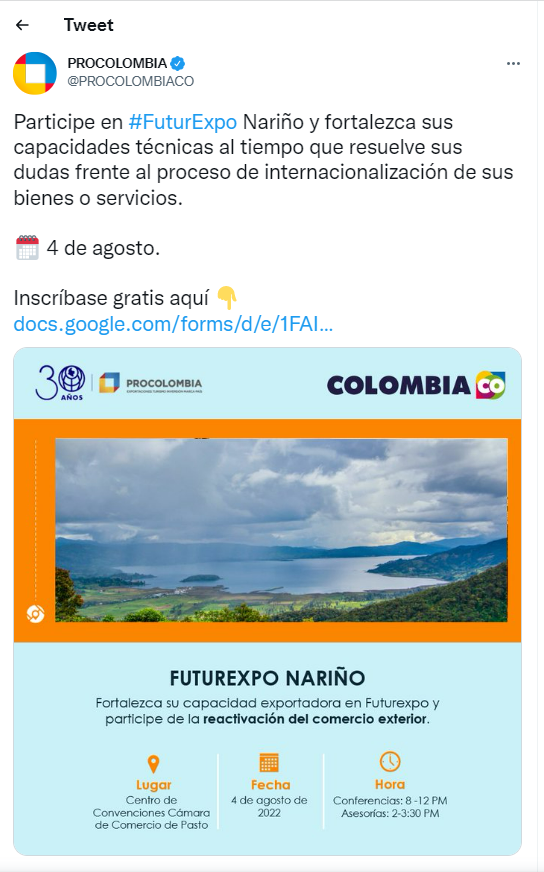 Tweet
PROCOLOMBIA
@PROCOLOMBIACO
Participe en #FuturExpo Nariño y fortalezca sus
capacidades técnicas al tiempo que resuelve sus
dudas frente al proceso de internacionalización de sus
bienes o servicios.
4 de agosto.
Inscríbase gratis aquí
docs.google.com/forms/d/e/1FAI...
30 AÑOS
PROCOLOMBIA
EXPORTACIONES TURISMO INVERSIÓN MARCA PAÍS
COLOMBIA CO
FUTUREXPO NARIÑO
Fortalezca su capacidad exportadora en Futurexpo y
participe de la reactivación del comercio exterior.
Lugar
Centro de
Convenciones Cámara
de Comercio de Pasto
Fecha
4 de agosto de
2022
Hora
Conferencias: 8 -12 PM
Asesorías: 2-3:30 PM